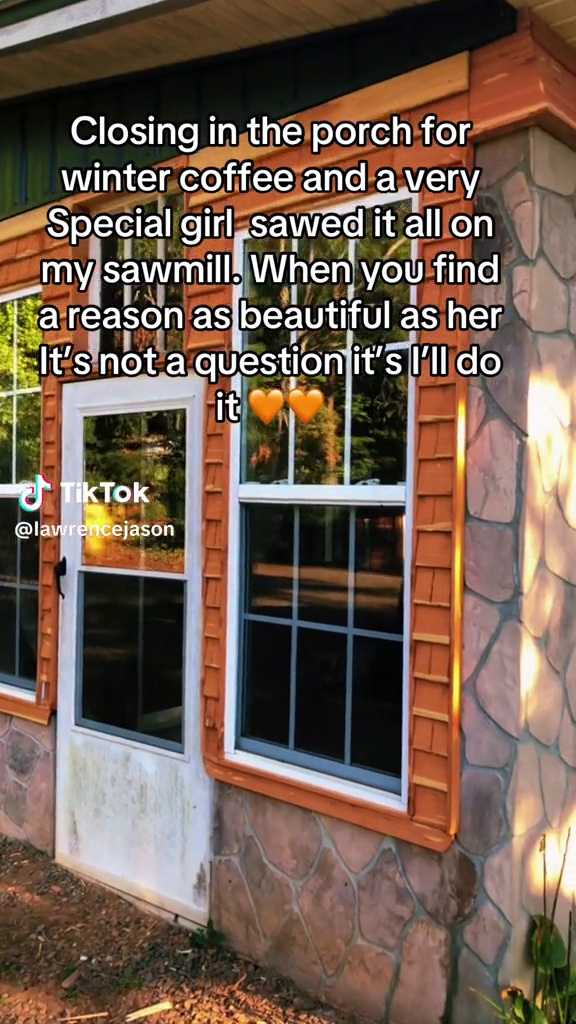 Closing in the porch for
winter coffee and a very
Special girl sawed it all on
my sawmill. When you find
a reason as beautiful as her
It's not a question it's I'll do
it 🧡🧡
TikTok
@lawrencejason